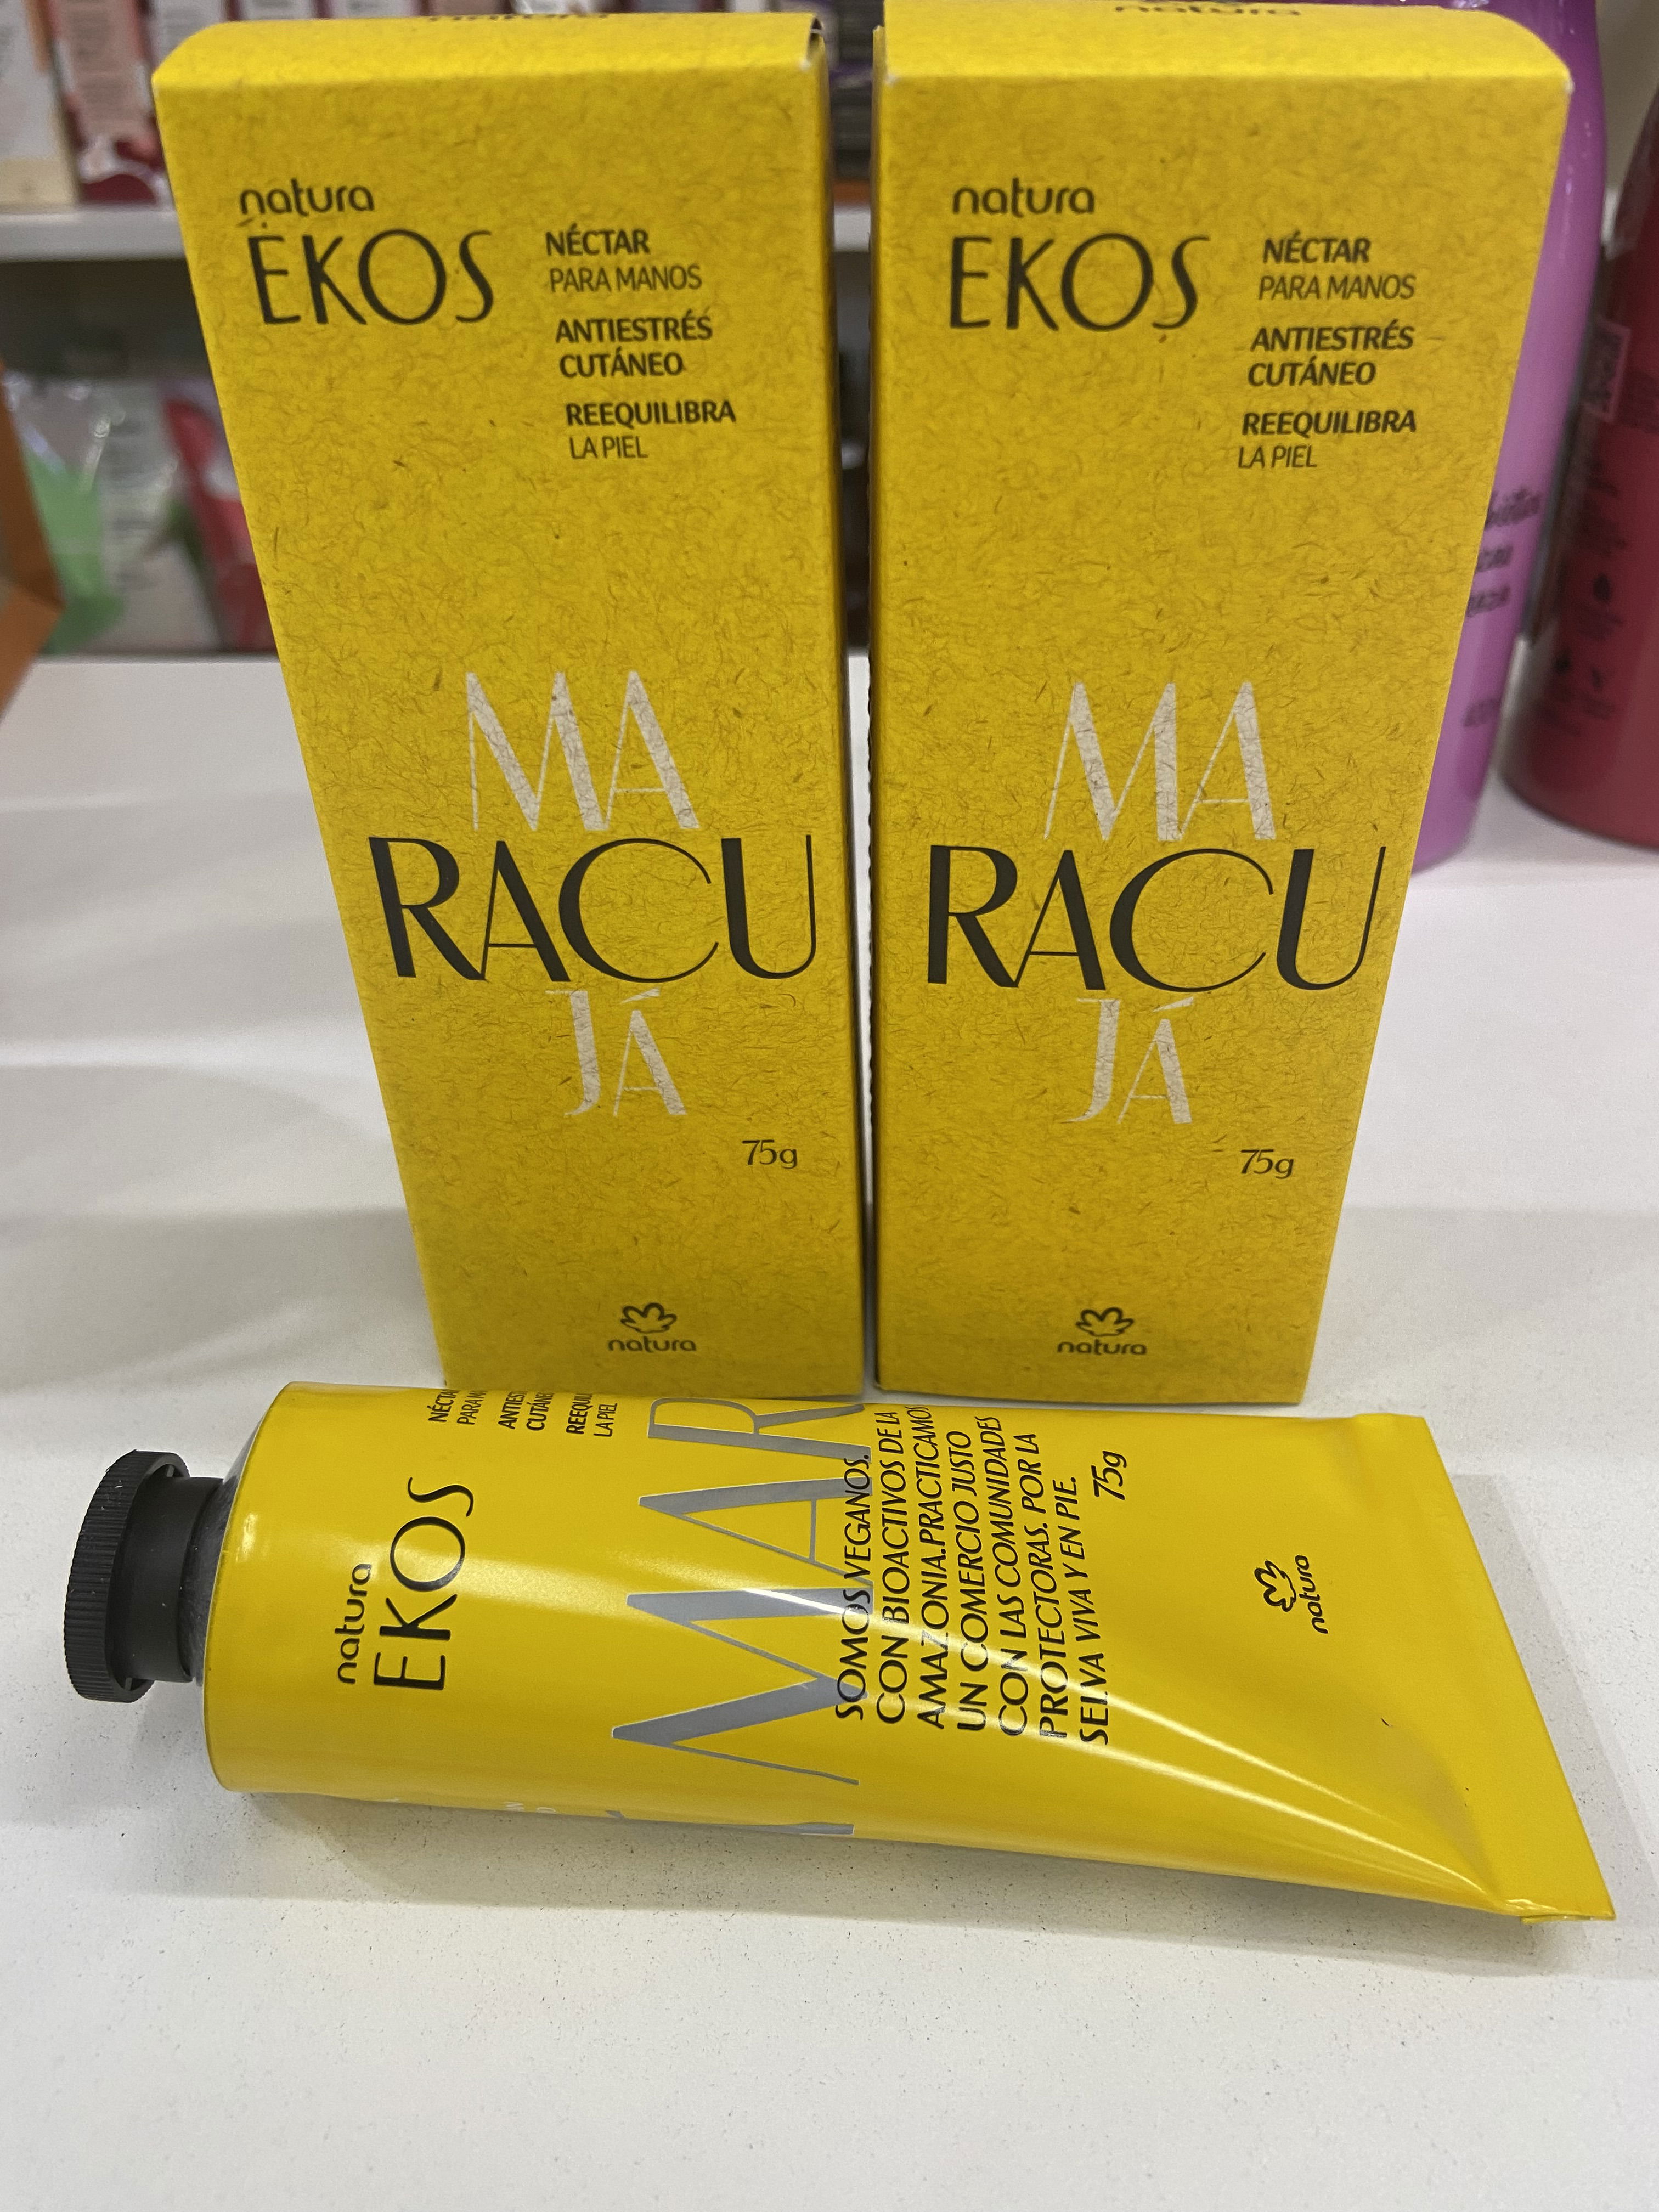 natura
EKOS
NÉCTAR
PARA MANOS
ANTIESTRÉS
CUTÁNEO
REEQUILIBRA
LA PIEL
MA
RACU
JÁ
75g
natura
natura
natura
EKOS
NÉCTAR
PARA MANOS
ANTIESTRÉS
CUTÁNEO
REEQUILIBRA
LA PIEL
MA
RACU
JÁ
75g
natura
natura
EKOS
LA PIEL
MAR
SOMOS VEGANOS.
CON BIOACTIVOS DE LA
AMAZONIA.PRACTICAMOS
UN COMERCIO JUSTO
CON LAS COMUNIDADES
PROTECTORAS. POR LA
SELVA VIVA Y EN PIE.
75g
natura